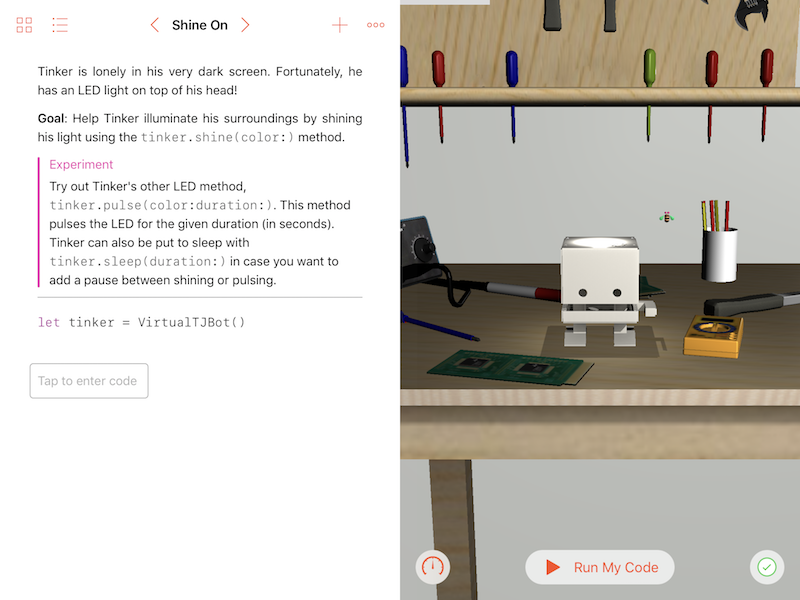 Shine On
Tinker is lonely in his very dark screen. Fortunately, he
has an LED light on top of his head!
Goal: Help Tinker illuminate his surroundings by shining
his light using the tinker.shine(color:) method.
Experiment
Try out Tinker's other LED method,
tinker.pulse(color:duration:). This method
pulses the LED for the given duration (in seconds).
Tinker can also be put to sleep with
tinker.sleep(duration:) in case you want to
add a pause between shining or pulsing.
let tinker = VirtualTJBot()
Tap to enter code
Run My Code